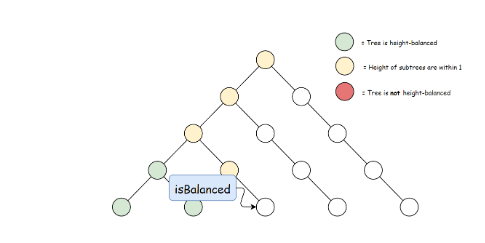 = Tree is height-balanced
= Height of subtrees are within 1
= Tree is not height-balanced
isBalanced